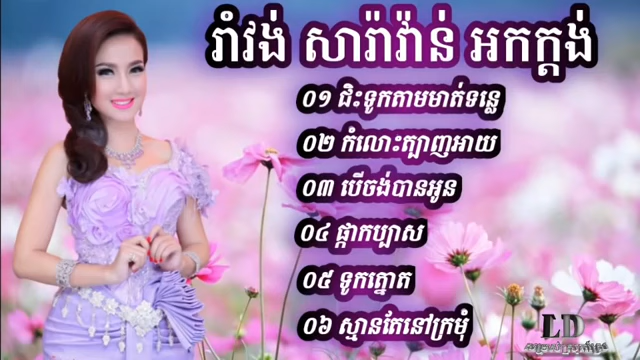 រាំវង់ សារ៉ាវ៉ាន់ អកក្ដង់
០១ ជិះទូកតាមមាត់ទន្លេ
០២ កំលោះត្បាញអាយ
០៣ បើចង់បានអូន
០៤ ផ្កាកប្បាស
០៥ ទូកត្នោត
០៦ ស្មានតែនៅក្រមុំ
LD